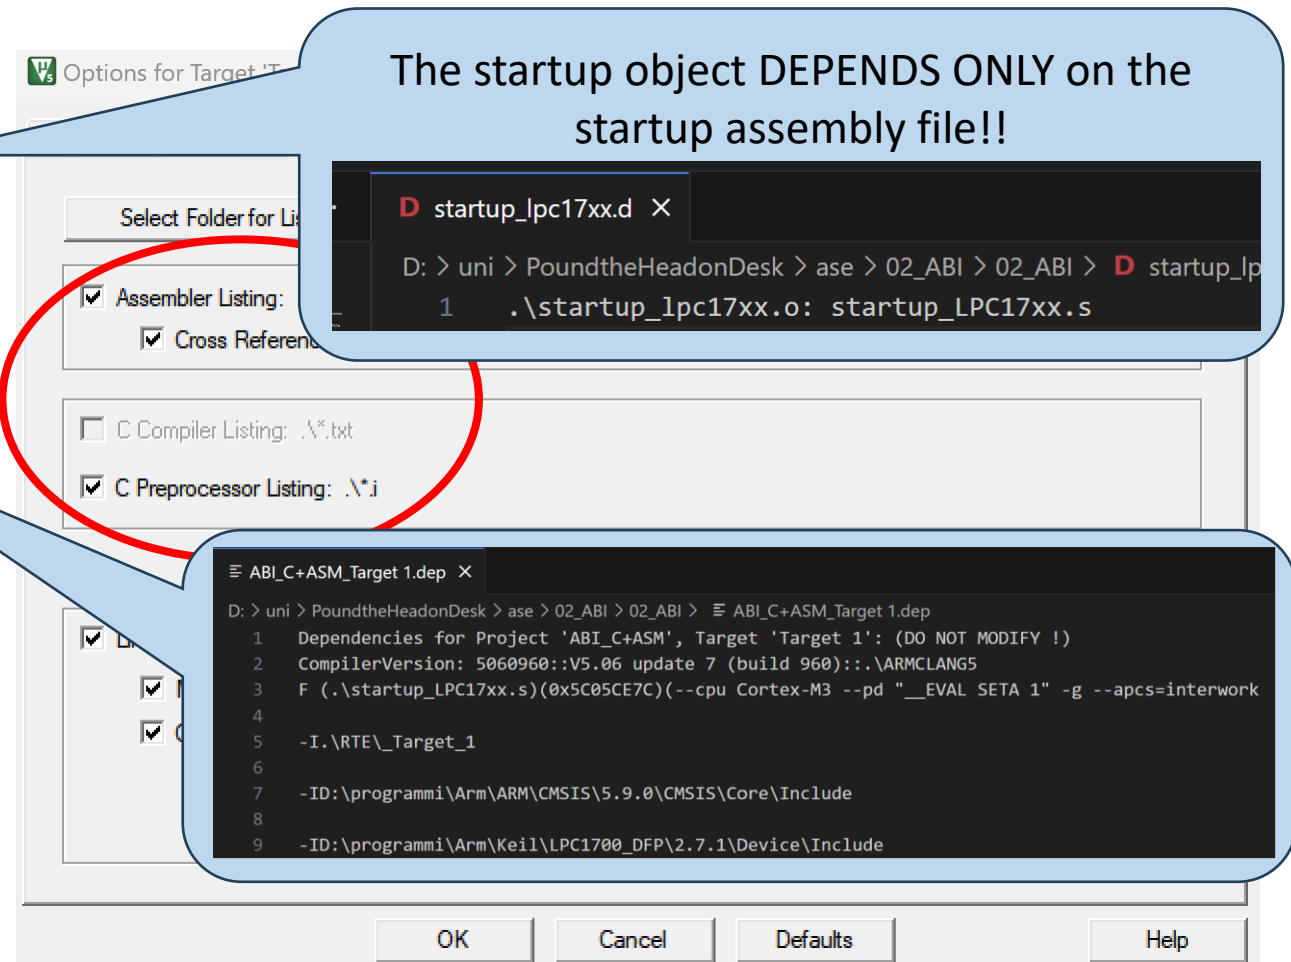 Options for Target 'T
The startup object DEPENDS ONLY on the
startup assembly file!!
D startup_lpc17xx.d ×
D: > uni > PoundtheHeadonDesk > ase > 02_ABI > 02_ABI > D startup_lp
1 .\startup_lpc17xx.o: startup_LPC17xx.s
Select Folder for Li
Assembler Listing:
Cross Referen
C Compiler Listing: .\*.txt
C Preprocessor Listing: .\*.i
≡ ABI_C+ASM_Target 1.dep ×
D: > uni > PoundtheHeadonDesk > ase > 02_ABI > 02_ABI > ≡ ABI_C+ASM_Target 1.dep
1 Dependencies for Project 'ABI_C+ASM', Target 'Target 1': (DO NOT MODIFY !)
2 CompilerVersion: 5060960::V5.06 update 7 (build 960)::.\ARMCLANG5
3 F (.\startup_LPC17xx.s)(0x5C05CE7C)(--cpu Cortex-M3 --pd "__EVAL SETA 1" -g --apcs=interwork
4
5 -I.\RTE\_Target_1
6
7 -ID:\programmi\Arm\ARM\CMSIS\5.9.0\CMSIS\Core\Include
8
9 -ID:\programmi\Arm\Keil\LPC1700_DFP\2.7.1\Device\Include
OK Cancel Defaults Help